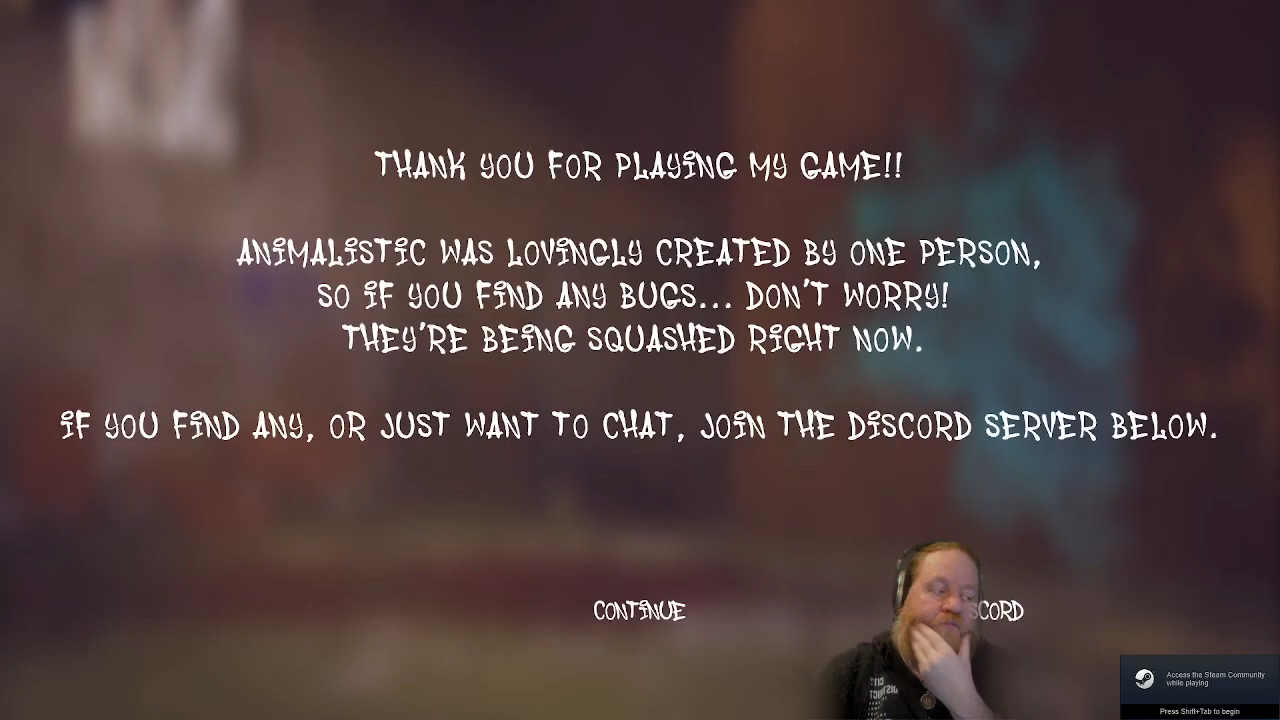 THANK YOU FOR PLAYING MY GAME!!
ANIMALISTIC WAS LOVINGLY CREATED BY ONE PERSON,
SO IF YOU FIND ANY BUGS... DON'T WORRY!
THEY'RE BEING SQUASHED RIGHT NOW.
IF YOU FIND ANY, OR JUST WANT TO CHAT, JOIN THE DISCORD SERVER BELOW.
CONTINUE
SCORD
Access the Steam Community
while playing.
Press Shift+Tab to begin